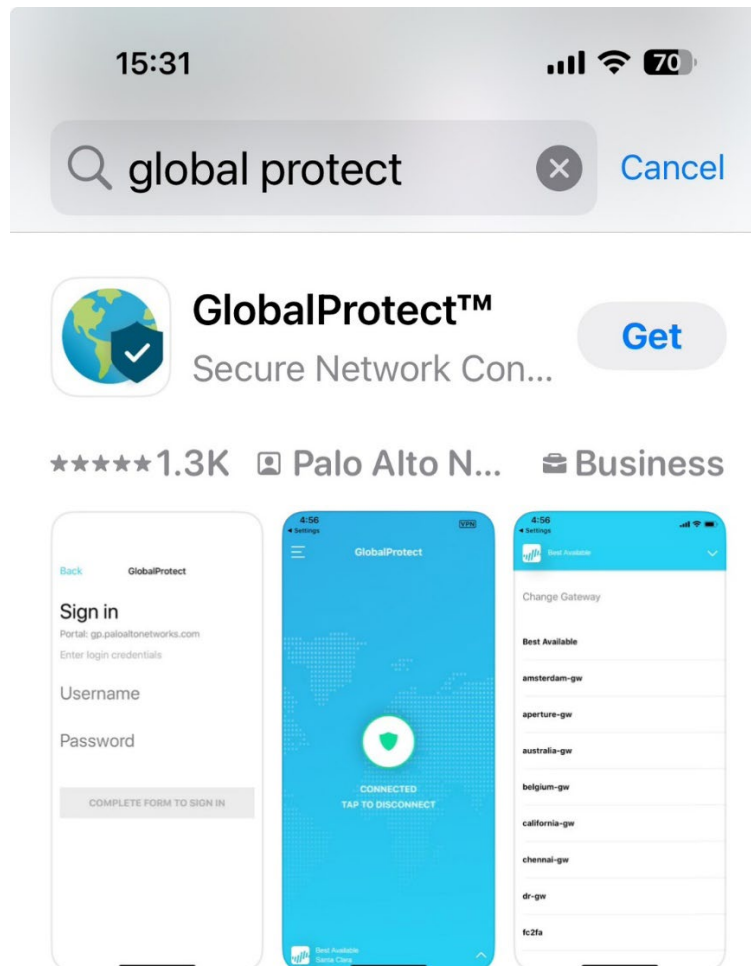 15:31
70
global protect
Cancel
GlobalProtect™
Secure Network Con...
Get
1.3K
Palo Alto N...
Business
Back
GlobalProtect
Sign in
Portal: gp.paloaltonetworks.com
Enter login credentials
Username
Password
COMPLETE FORM TO SIGN IN
4:56
Settings
VPN
GlobalProtect
CONNECTED
TAP TO DISCONNECT
Best Available
Santa Clara
4:56
Settings
Best Available
Change Gateway
Best Available
amsterdam-gw
aperture-gw
australia-gw
belgium-gw
california-gw
chennai-gw
dr-gw
fc2fa